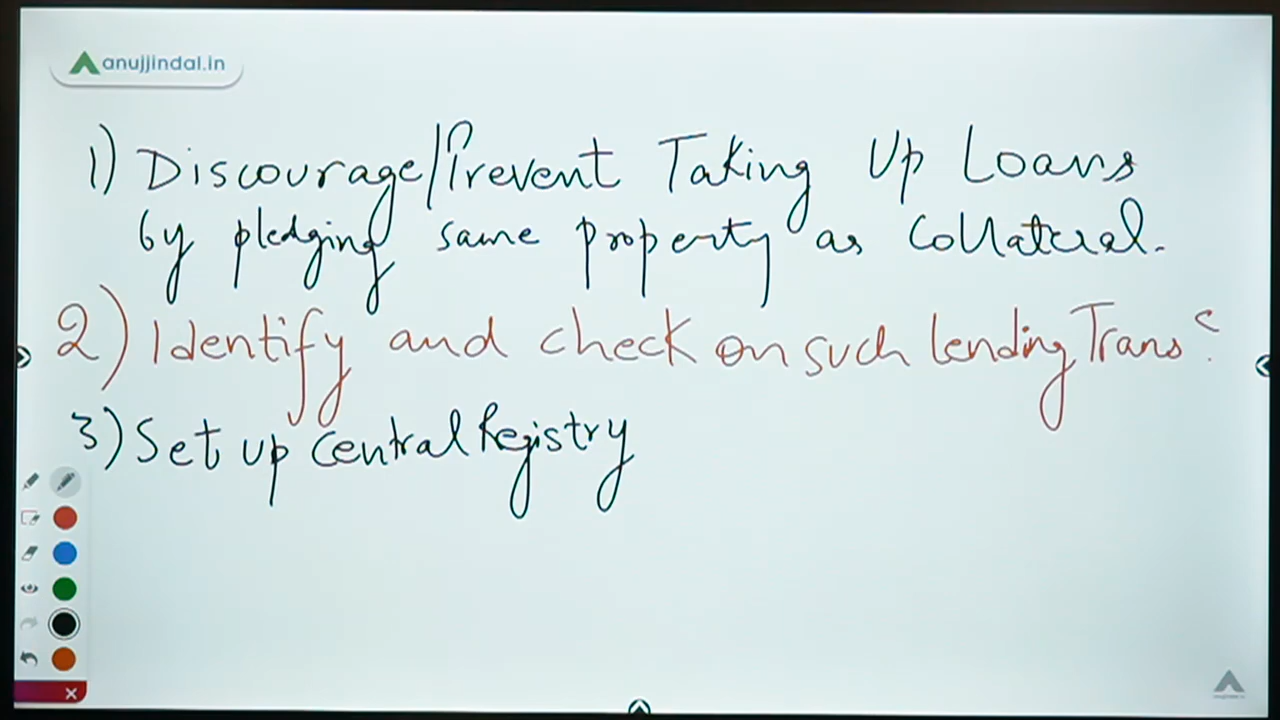 anujjindal.in
1) Discourage/Prevent Taking Up Loans
by pledging same property as Collateral.
2) Identify and check on such lending Trans
3) Set up Central Registry